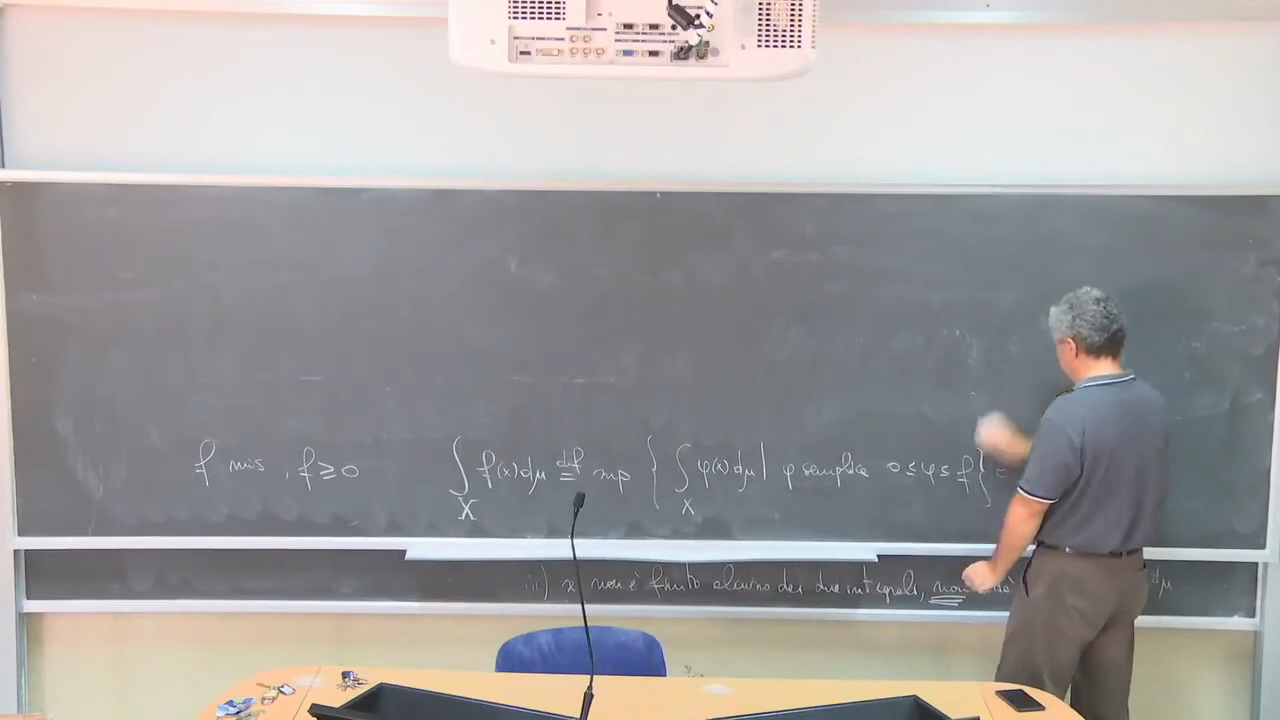 f mis , f ≥ 0 ∫_X f(x) dμ def= sup { ∫_X φ(x) dμ | φ semplice 0 ≤ φ ≤ f }
iii) se non è finito alcuno dei due integrali, non dμ